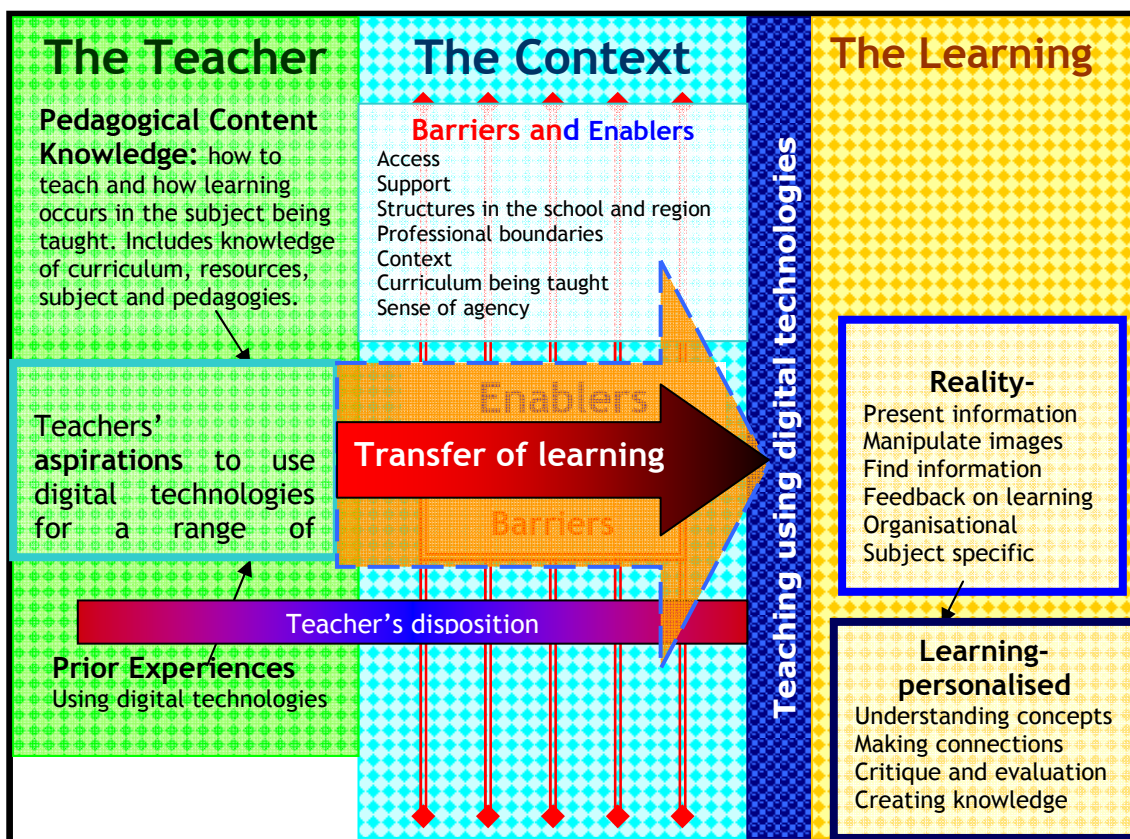 The Teacher
Pedagogical Content
Knowledge: how to
teach and how learning
occurs in the subject being
taught. Includes knowledge
of curriculum, resources,
subject and pedagogies.
Teachers’
aspirations to use
digital technologies
for a range of
Prior Experiences
Using digital technologies
The Context
Barriers and Enablers
Access
Support
Structures in the school and region
Professional boundaries
Context
Curriculum being taught
Sense of agency
Enablers
Transfer of learning
Barriers
Teacher’s disposition
Teaching using digital technologies
The Learning
Reality-
Present information
Manipulate images
Find information
Feedback on learning
Organisational
Subject specific
Learning-
personalised
Understanding concepts
Making connections
Critique and evaluation
Creating knowledge